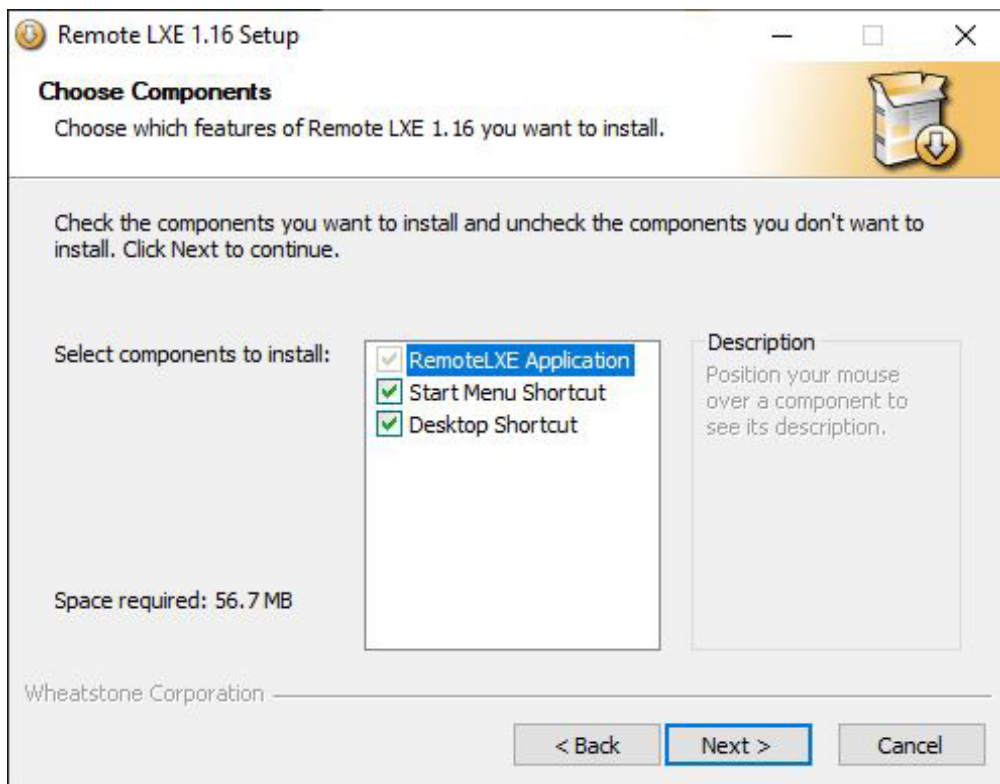 Remote LXE 1.16 Setup
Choose Components
Choose which features of Remote LXE 1.16 you want to install.
Check the components you want to install and uncheck the components you don't want to
install. Click Next to continue.
Select components to install:
RemoteLXE Application
Start Menu Shortcut
Desktop Shortcut
Description
Position your mouse
over a component to
see its description.
Space required: 56.7 MB
Wheatstone Corporation
< Back
Next >
Cancel